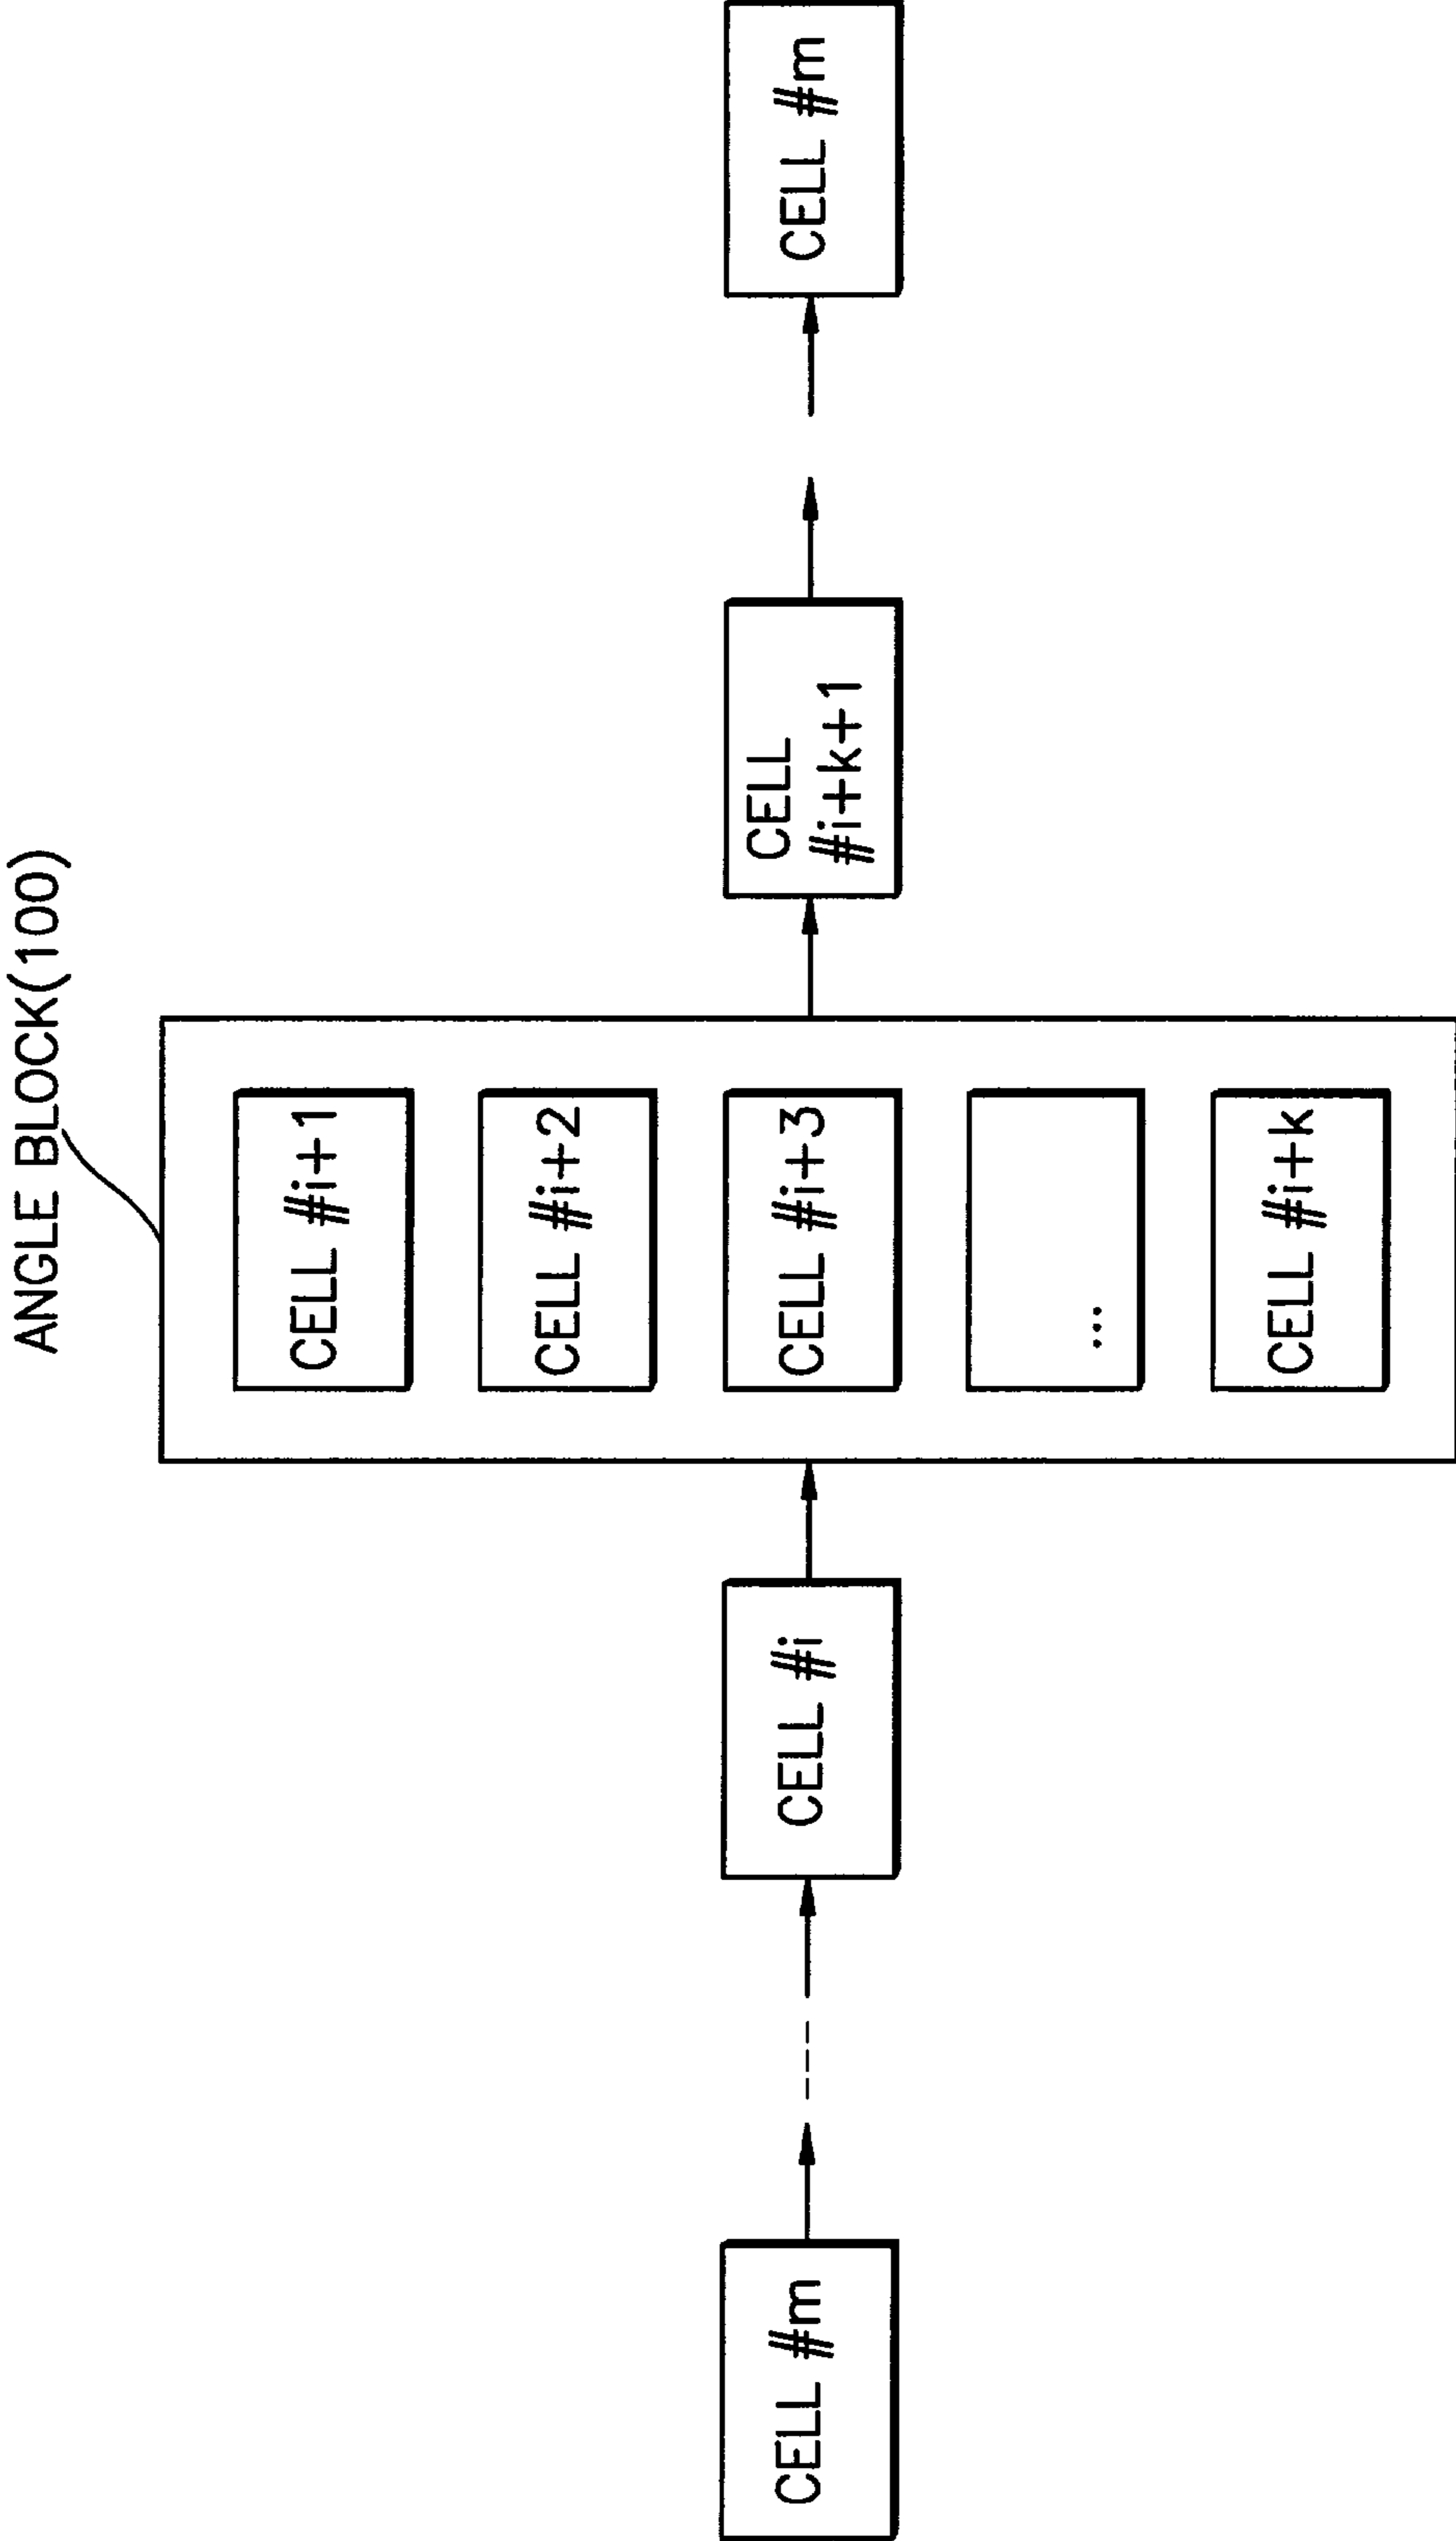 ANGLE BLOCK(100)
CELL #m
CELL #i
CELL #i+1
CELL #i+2
CELL #i+3
...
CELL #i+k
CELL
#i+k+1
CELL #m